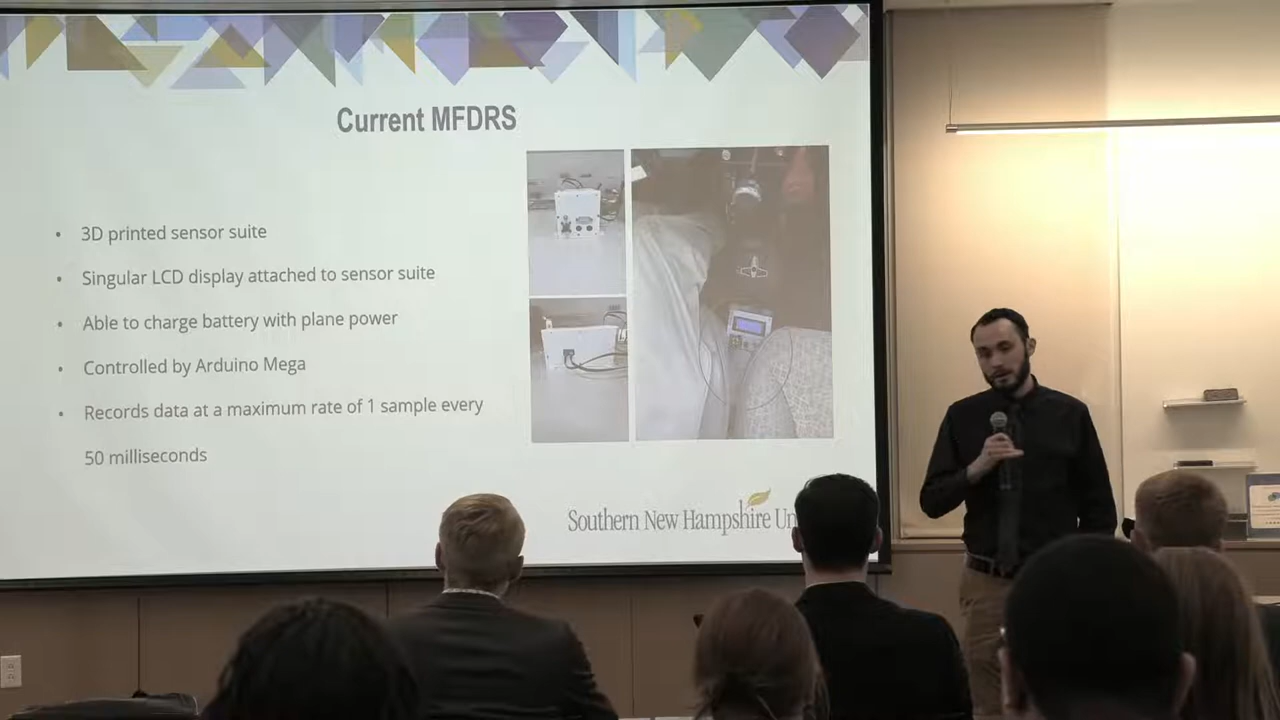 Current MFDRS
• 3D printed sensor suite
• Singular LCD display attached to sensor suite
• Able to charge battery with plane power
• Controlled by Arduino Mega
• Records data at a maximum rate of 1 sample every
50 milliseconds
Southern New Hampshire Un